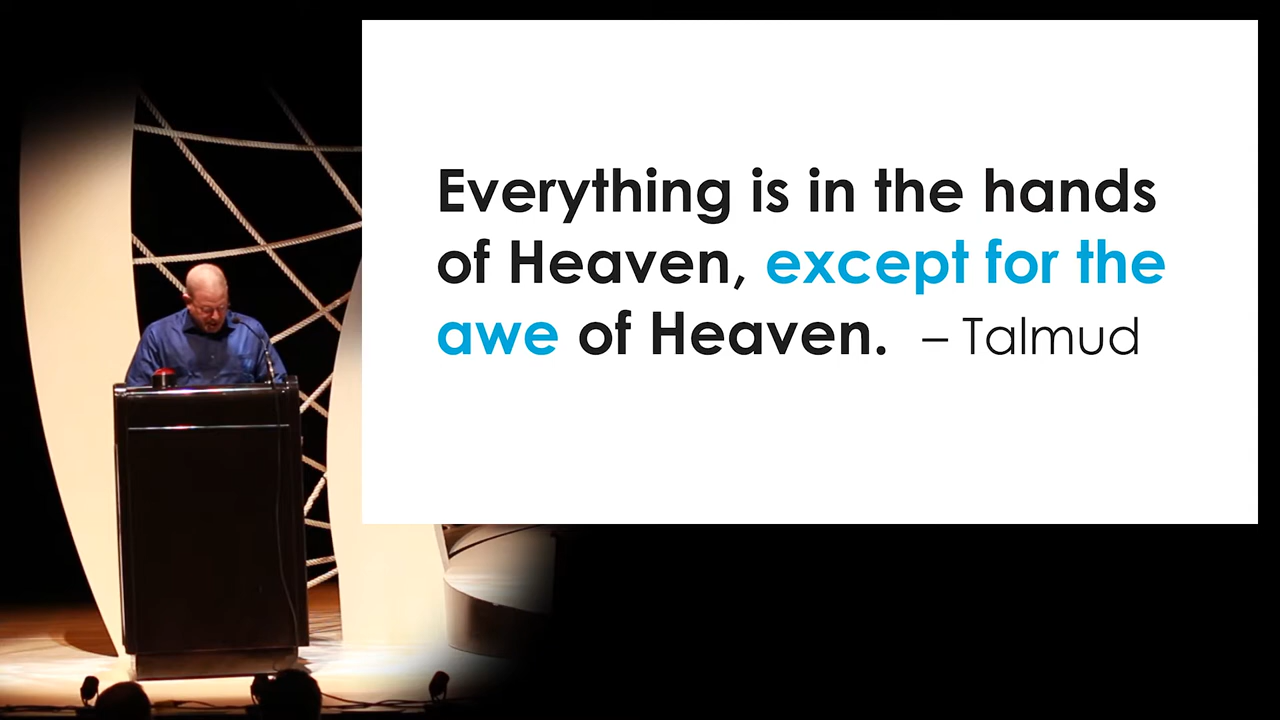 Everything is in the hands
of Heaven, except for the
awe of Heaven. – Talmud